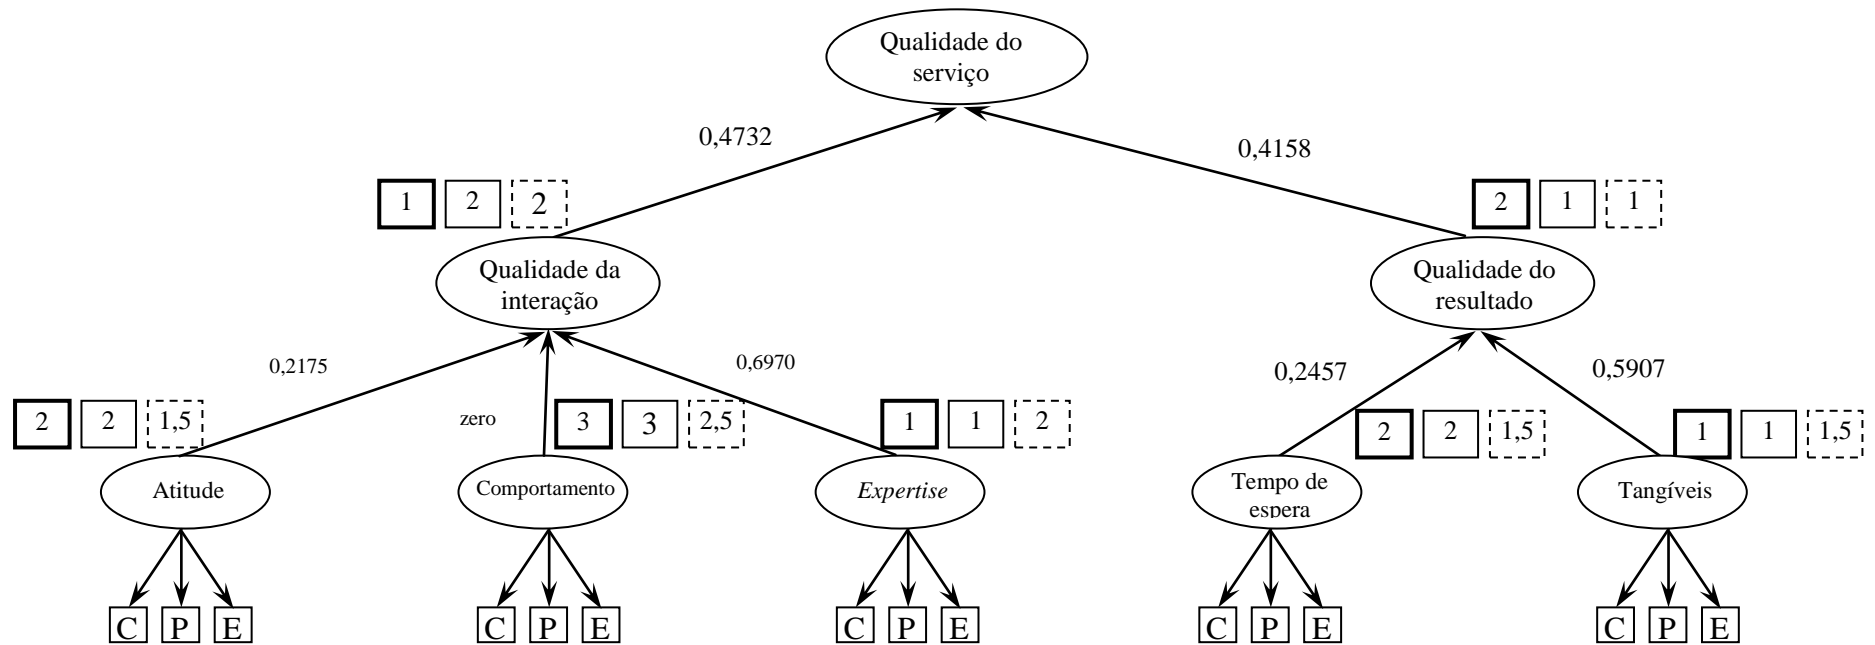 Qualidade do
serviço
0,4732
0,4158
1 2 2
2 1 1
Qualidade da
interação
Qualidade do
resultado
0,2175
0,6970
0,2457
0,5907
2 2 1,5
zero
3 3 2,5
1 1 2
2 2 1,5
1 1 1,5
Atitude
Comportamento
Expertise
Tempo de
espera
Tangíveis
C P E
C P E
C P E
C P E
C P E